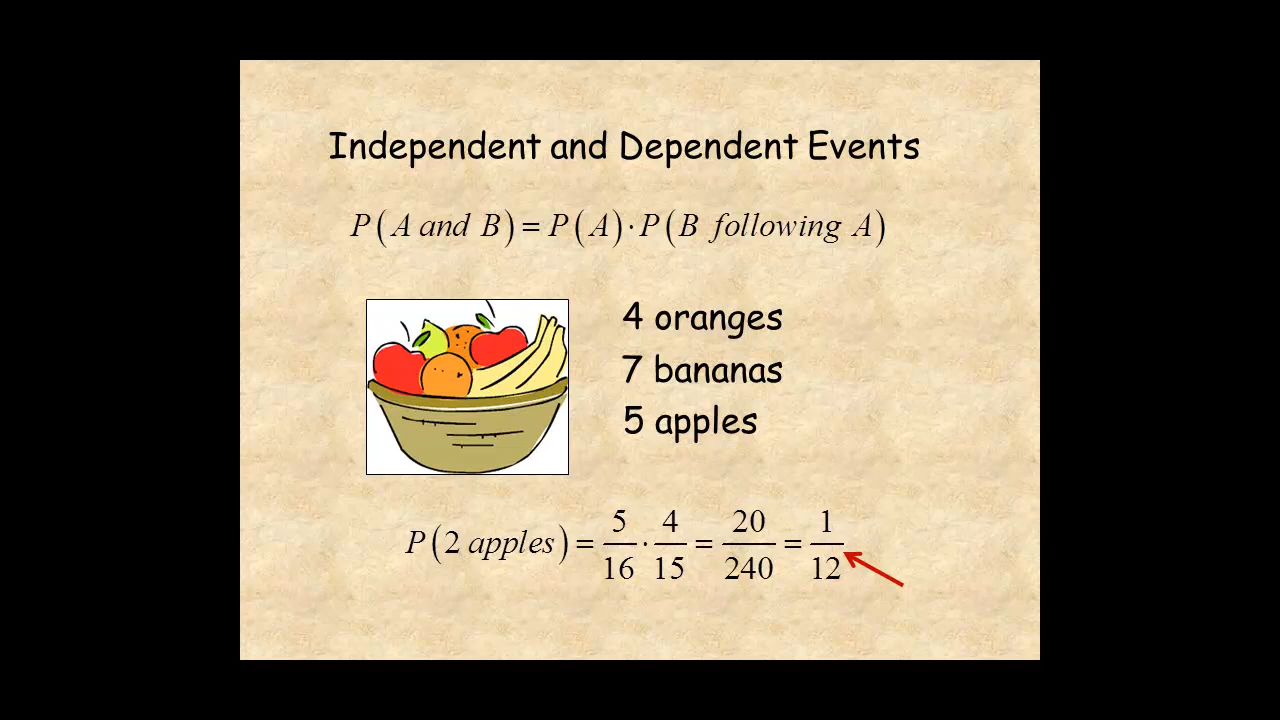 Independent and Dependent Events
P(A and B) = P(A)·P(B following A)
4 oranges
7 bananas
5 apples
P(2 apples) = 5/16 · 4/15 = 20/240 = 1/12